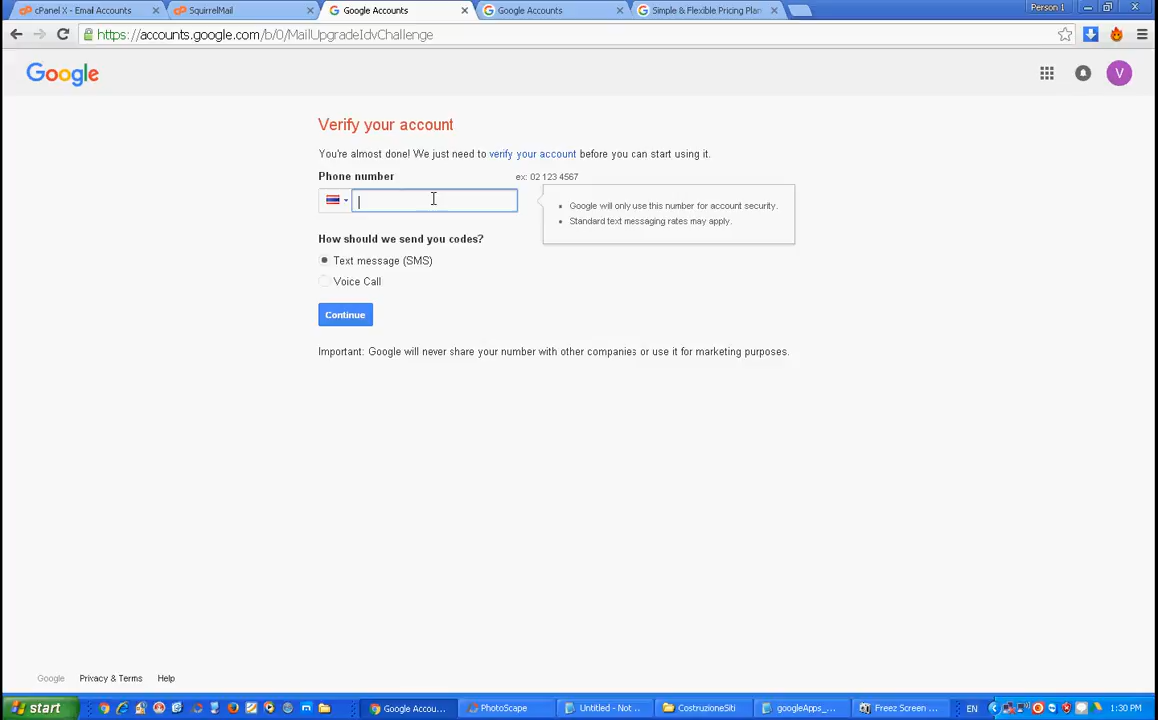 cPanel X - Email Accounts
SquirrelMail
Google Accounts
Google Accounts
Simple & Flexible Pricing Plan
Person 1
https://accounts.google.com/b/0/MailUpgradeIdvChallenge
Google
V
Verify your account
You're almost done! We just need to verify your account before you can start using it.
Phone number
ex: 02 123 4567
Google will only use this number for account security.
Standard text messaging rates may apply.
How should we send you codes?
Text message (SMS)
Voice Call
Continue
Important: Google will never share your number with other companies or use it for marketing purposes.
Google Privacy & Terms Help
start
Google Accou...
PhotoScape
Untitled - Not ...
CostruzioneSiti
googleApps_...
Freez Screen ...
EN
1:30 PM